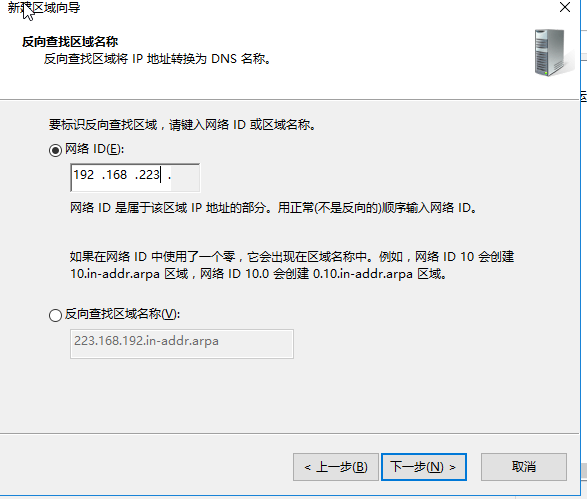 新建区域向导
反向查找区域名称
反向查找区域将 IP 地址转换为 DNS 名称。
要标识反向查找区域，请键入网络 ID 或区域名称。
网络 ID(E):
192 .168 .223 .
网络 ID 是属于该区域 IP 地址的部分。用正常(不是反向的)顺序输入网络 ID。
如果在网络 ID 中使用了一个零，它会出现在区域名称中。例如，网络 ID 10 会创建
10.in-addr.arpa 区域，网络 ID 10.0 会创建 0.10.in-addr.arpa 区域。
反向查找区域名称(V):
223.168.192.in-addr.arpa
< 上一步(B)
下一步(N) >
取消